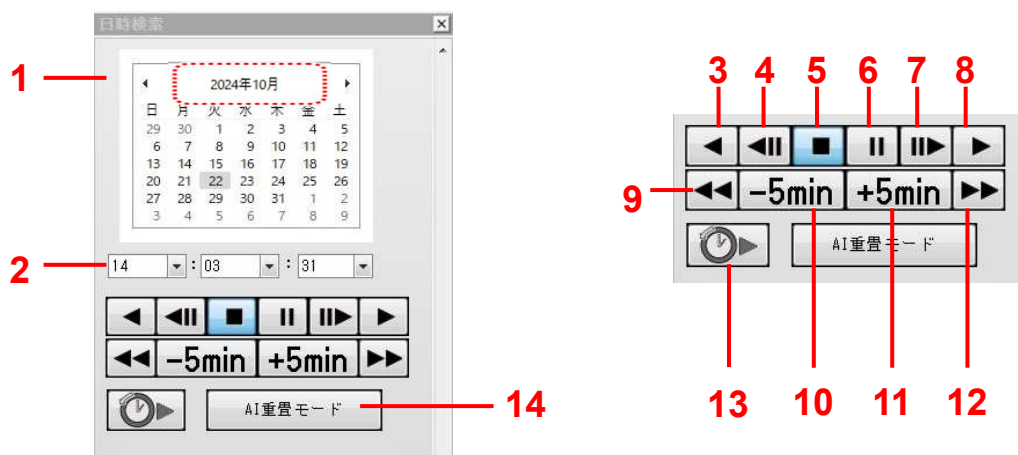 日時検索
1
2024年10月
日 月 火 水 木 金 土
29 30 1 2 3 4 5
6 7 8 9 10 11 12
13 14 15 16 17 18 19
20 21 22 23 24 25 26
27 28 29 30 31 1 2
3 4 5 6 7 8 9
2
14 : 03 : 31
-5min +5min
AI重畳モード
14
3 4 5 6 7 8
9
-5min +5min
AI重畳モード
13 10 11 12